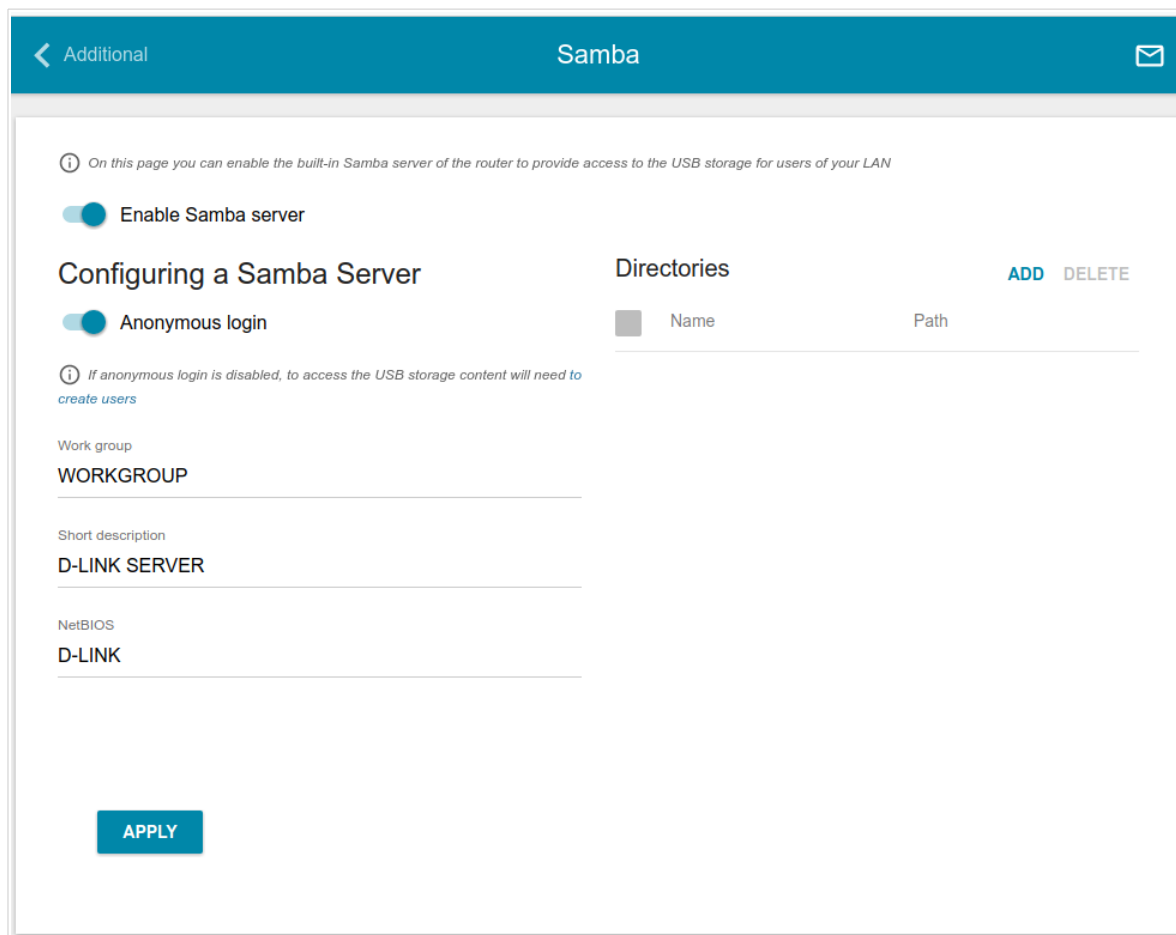 Additional
Samba
On this page you can enable the built-in Samba server of the router to provide access to the USB storage for users of your LAN
Enable Samba server
Configuring a Samba Server
Anonymous login
If anonymous login is disabled, to access the USB storage content will need to
create users
Work group
WORKGROUP
Short description
D-LINK SERVER
NetBIOS
D-LINK
APPLY
Directories
ADD DELETE
Name Path